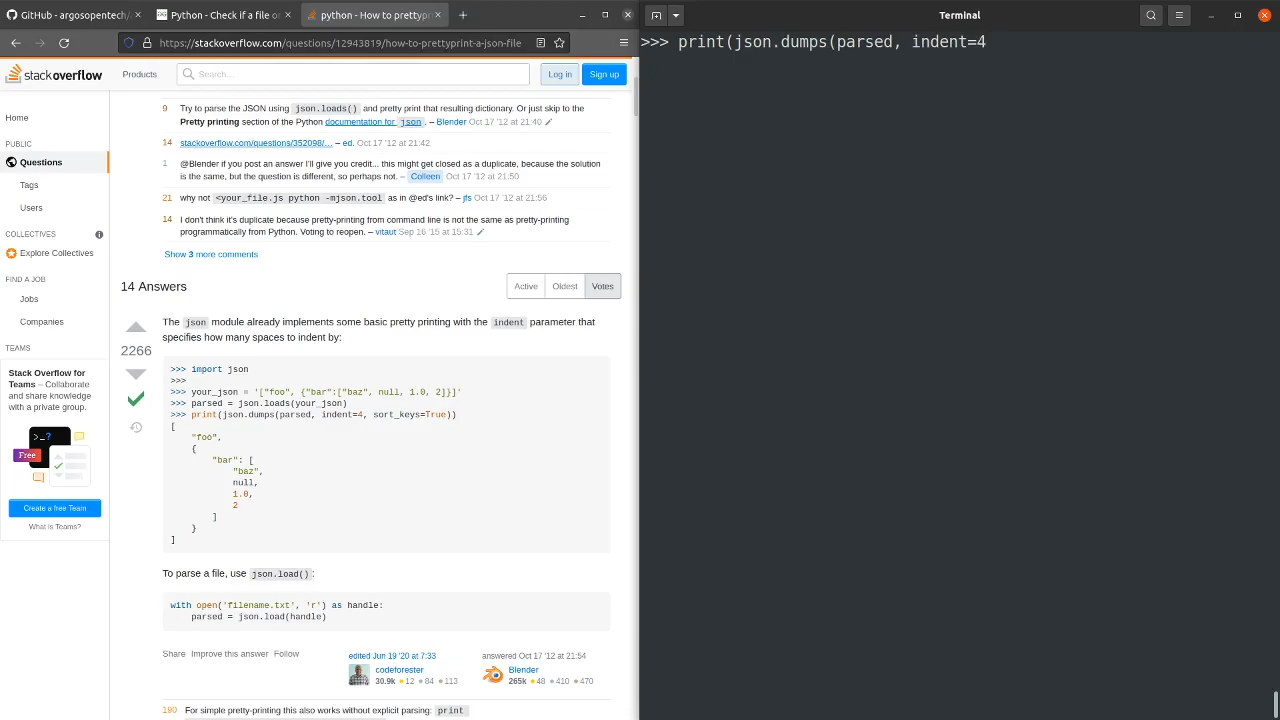 GitHub - argosopentech/
Python - Check if a file or
python - How to prettypr
https://stackoverflow.com/questions/12943819/how-to-prettyprint-a-json-file
stackoverflow
Products
Search...
Log in
Sign up
Home
PUBLIC
Questions
Tags
Users
COLLECTIVES
Explore Collectives
FIND A JOB
Jobs
Companies
TEAMS
Stack Overflow for
Teams – Collaborate
and share knowledge
with a private group.
>_?
Free
Create a free Team
What is Teams?
9 Try to parse the JSON using json.loads() and pretty print that resulting dictionary. Or just skip to the
Pretty printing section of the Python documentation for json. – Blender Oct 17 '12 at 21:40
14 stackoverflow.com/questions/352098/… – ed. Oct 17 '12 at 21:42
1 @Blender if you post an answer I'll give you credit... this might get closed as a duplicate, because the solution
is the same, but the question is different, so perhaps not. – Colleen Oct 17 '12 at 21:50
21 why not <your_file.js python -mjson.tool as in @ed's link? – jfs Oct 17 '12 at 21:56
14 I don't think it's duplicate because pretty-printing from command line is not the same as pretty-printing
programmatically from Python. Voting to reopen. – vitaut Sep 16 '15 at 15:31
Show 3 more comments
14 Answers
Active Oldest Votes
2266
The json module already implements some basic pretty printing with the indent parameter that
specifies how many spaces to indent by:
>>> import json
>>>
>>> your_json = '["foo", {"bar":["baz", null, 1.0, 2]}]'
>>> parsed = json.loads(your_json)
>>> print(json.dumps(parsed, indent=4, sort_keys=True))
[
    "foo",
    {
        "bar": [
            "baz",
            null,
            1.0,
            2
        ]
    }
]
To parse a file, use json.load():
with open('filename.txt', 'r') as handle:
    parsed = json.load(handle)
Share Improve this answer Follow
edited Jun 19 '20 at 7:33
codeforester
30.9k 12 84 113
answered Oct 17 '12 at 21:54
Blender
265k 48 410 470
190 For simple pretty-printing this also works without explicit parsing: print
Terminal
>>> print(json.dumps(parsed, indent=4